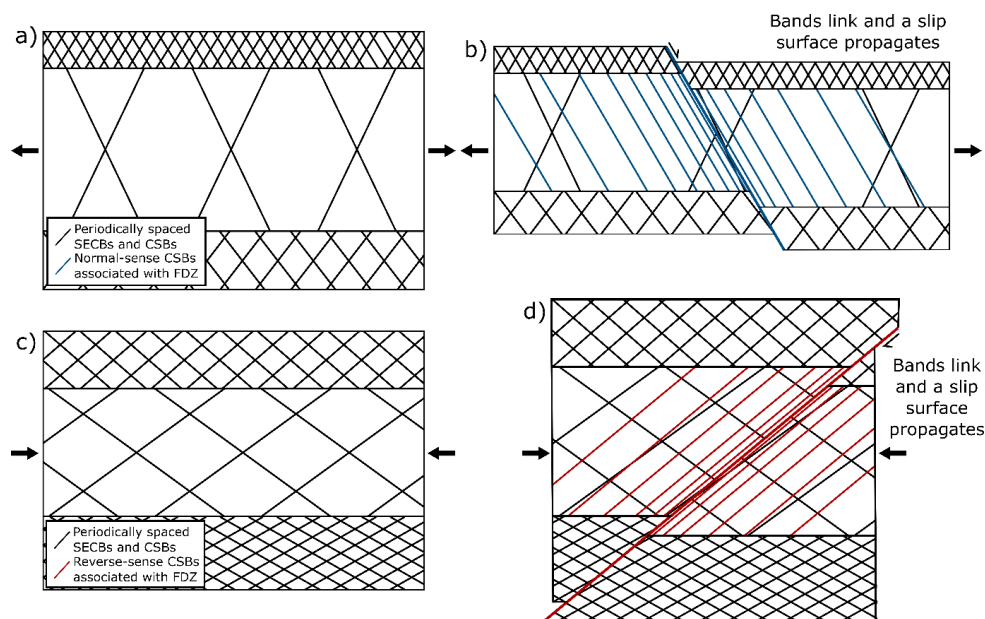 a)
Periodically spaced
SECBs and CSBs
Normal-sense CSBs
associated with FDZ
b)
Bands link and a slip
surface propagates
c)
Periodically spaced
SECBs and CSBs
Reverse-sense CSBs
associated with FDZ
d)
Bands link
and a slip
surface
propagates